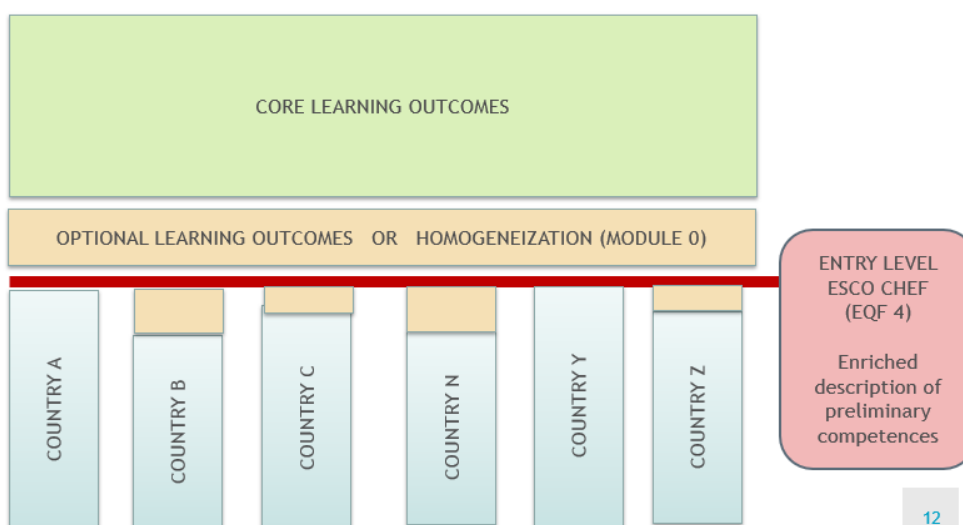 CORE LEARNING OUTCOMES
OPTIONAL LEARNING OUTCOMES OR HOMOGENEIZATION (MODULE 0)
ENTRY LEVEL
ESCO CHEF
(EQF 4)
Enriched
description of
preliminary
competences
COUNTRY A
COUNTRY B
COUNTRY C
COUNTRY N
COUNTRY Y
COUNTRY Z
12